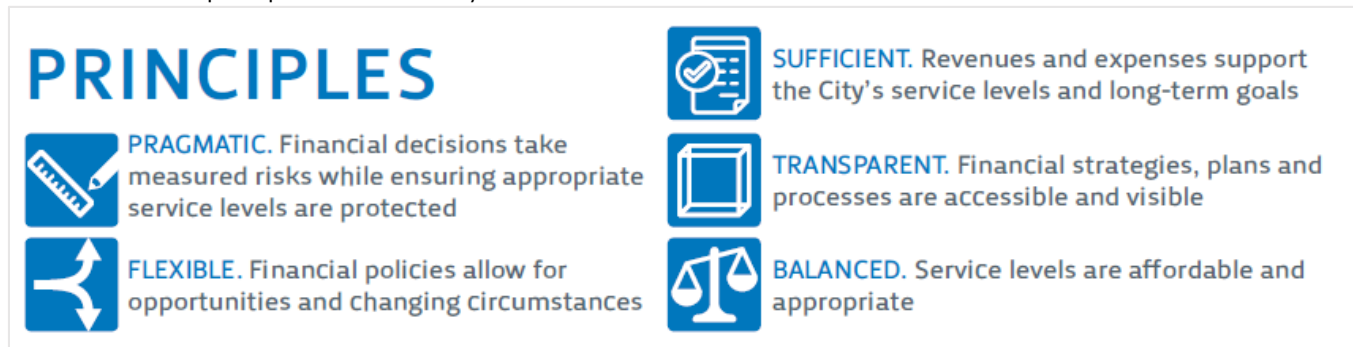 PRINCIPLES
PRAGMATIC. Financial decisions take
measured risks while ensuring appropriate
service levels are protected
FLEXIBLE. Financial policies allow for
opportunities and changing circumstances
SUFFICIENT. Revenues and expenses support
the City's service levels and long-term goals
TRANSPARENT. Financial strategies, plans and
processes are accessible and visible
BALANCED. Service levels are affordable and
appropriate